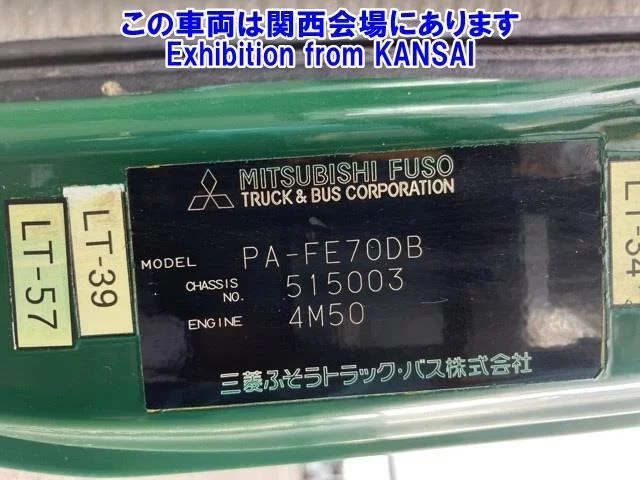 この車両は関西会場にあります
Exhibition from KANSAI
MITSUBISHI FUSO
TRUCK & BUS CORPORATION
MODEL PA-FE70DB
CHASSIS NO. 515003
ENGINE 4M50
三菱ふそうトラック・バス株式会社
LT-57
LT-39
LT-34